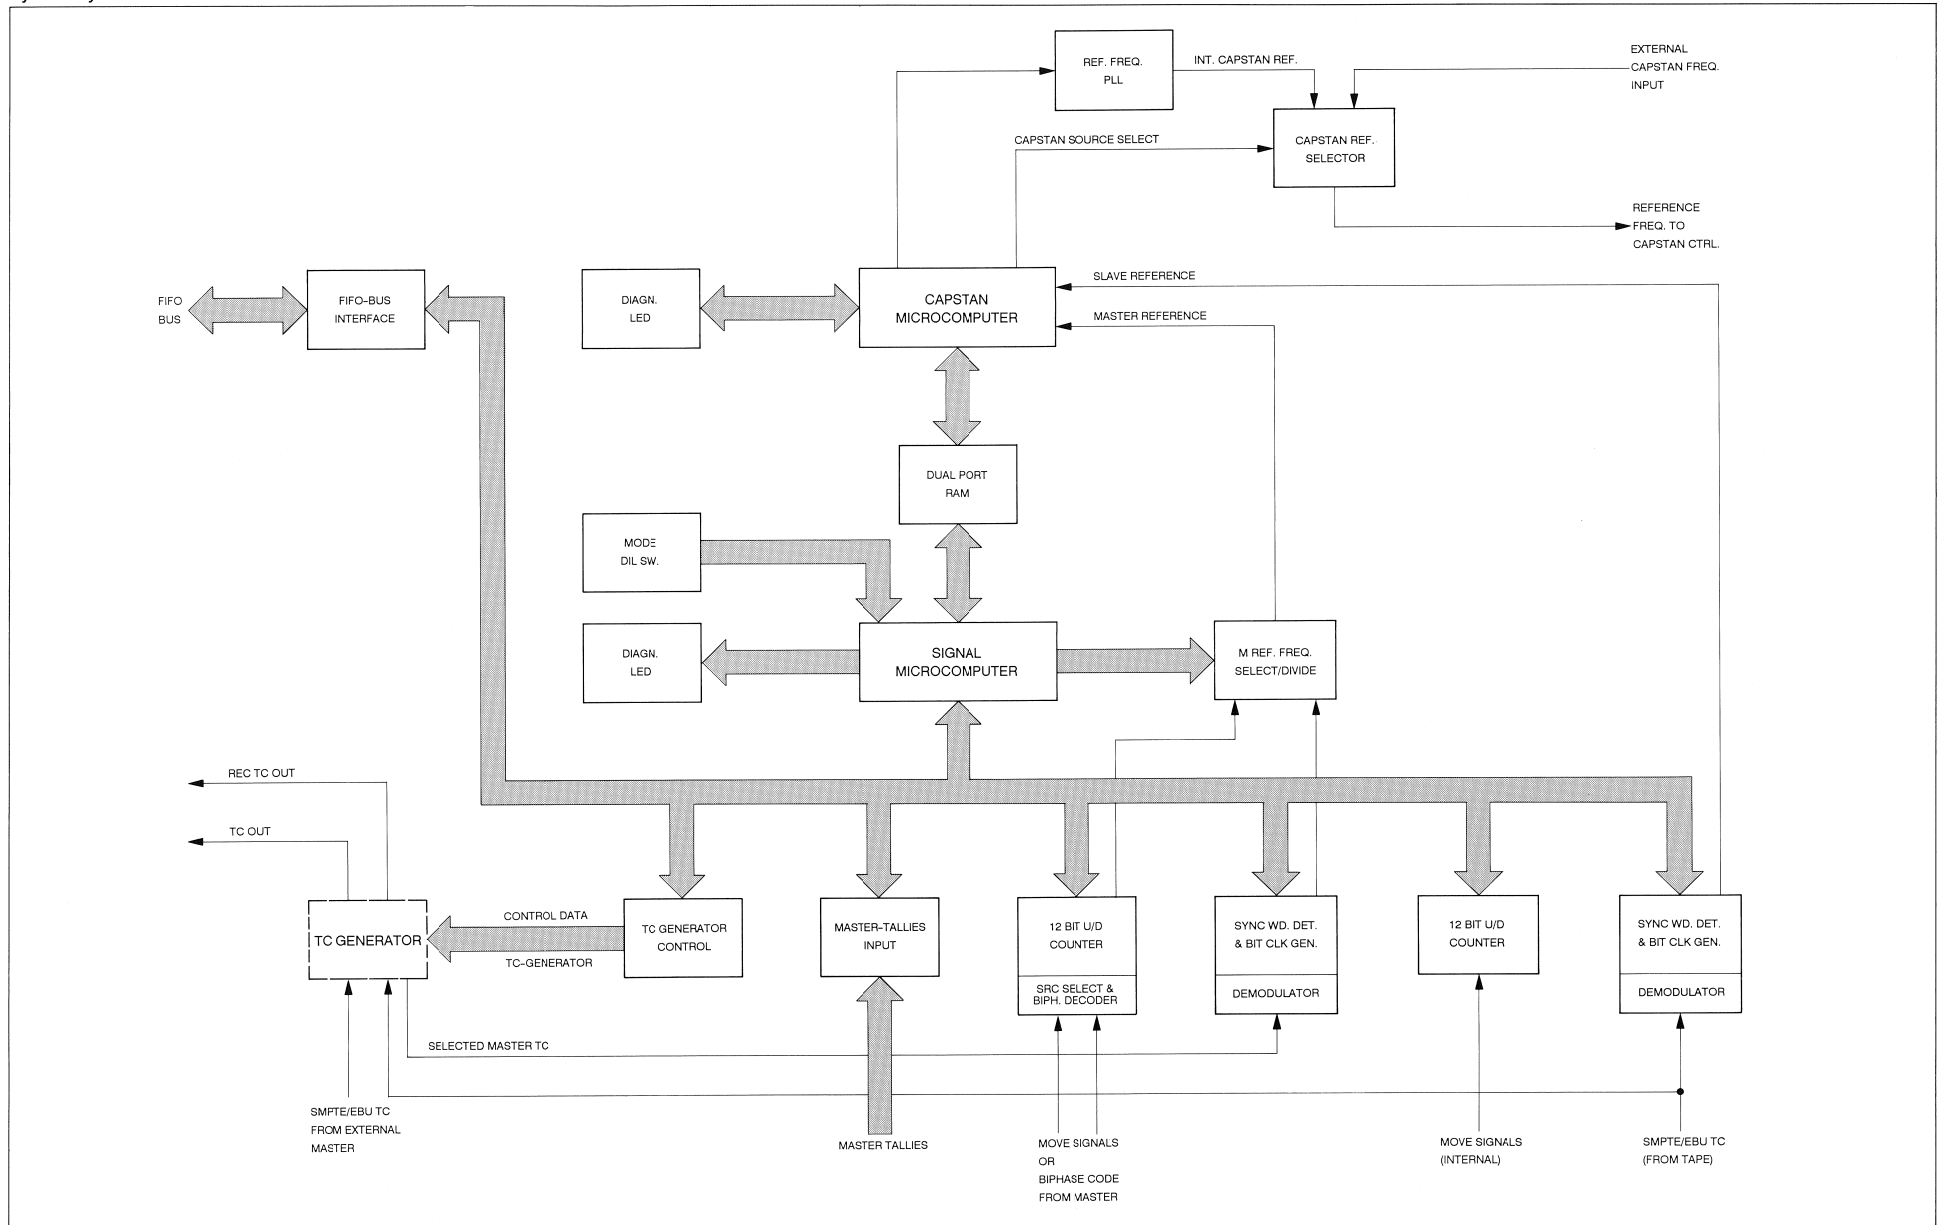 REF. FREQ.
PLL
INT. CAPSTAN REF.
EXTERNAL
CAPSTAN FREQ.
INPUT
CAPSTAN SOURCE SELECT
CAPSTAN REF.
SELECTOR
REFERENCE
FREQ. TO
CAPSTAN CTRL.
FIFO
BUS
FIFO-BUS
INTERFACE
DIAGN.
LED
CAPSTAN
MICROCOMPUTER
SLAVE REFERENCE
MASTER REFERENCE
DUAL PORT
RAM
MODE
DIL SW.
DIAGN.
LED
SIGNAL
MICROCOMPUTER
M REF. FREQ.
SELECT/DIVIDE
REC TC OUT
TC OUT
TC GENERATOR
CONTROL DATA
TC-GENERATOR
TC GENERATOR
CONTROL
MASTER-TALLIES
INPUT
12 BIT U/D
COUNTER
SRC SELECT &
BIPH. DECODER
SYNC WD. DET.
& BIT CLK GEN.
DEMODULATOR
12 BIT U/D
COUNTER
SYNC WD. DET.
& BIT CLK GEN.
DEMODULATOR
SELECTED MASTER TC
SMPTE/EBU TC
FROM EXTERNAL
MASTER
MASTER TALLIES
MOVE SIGNALS
OR
BIPHASE CODE
FROM MASTER
MOVE SIGNALS
(INTERNAL)
SMPTE/EBU TC
(FROM TAPE)